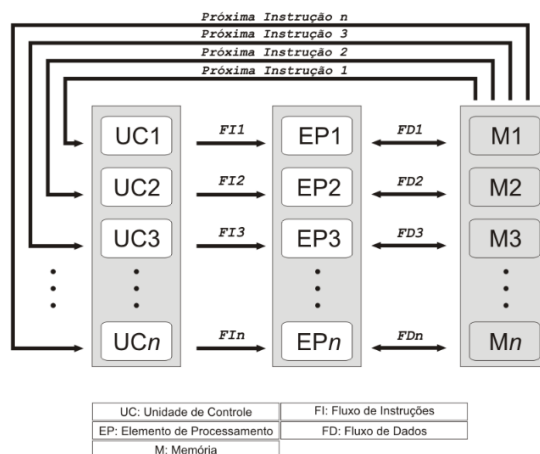 Próxima Instrução n
Próxima Instrução 3
Próxima Instrução 2
Próxima Instrução 1
UC1 FI1 EP1 FD1 M1
UC2 FI2 EP2 FD2 M2
UC3 FI3 EP3 FD3 M3
UCn FIn EPn FDn Mn
UC: Unidade de Controle FI: Fluxo de Instruções
EP: Elemento de Processamento FD: Fluxo de Dados
M: Memória